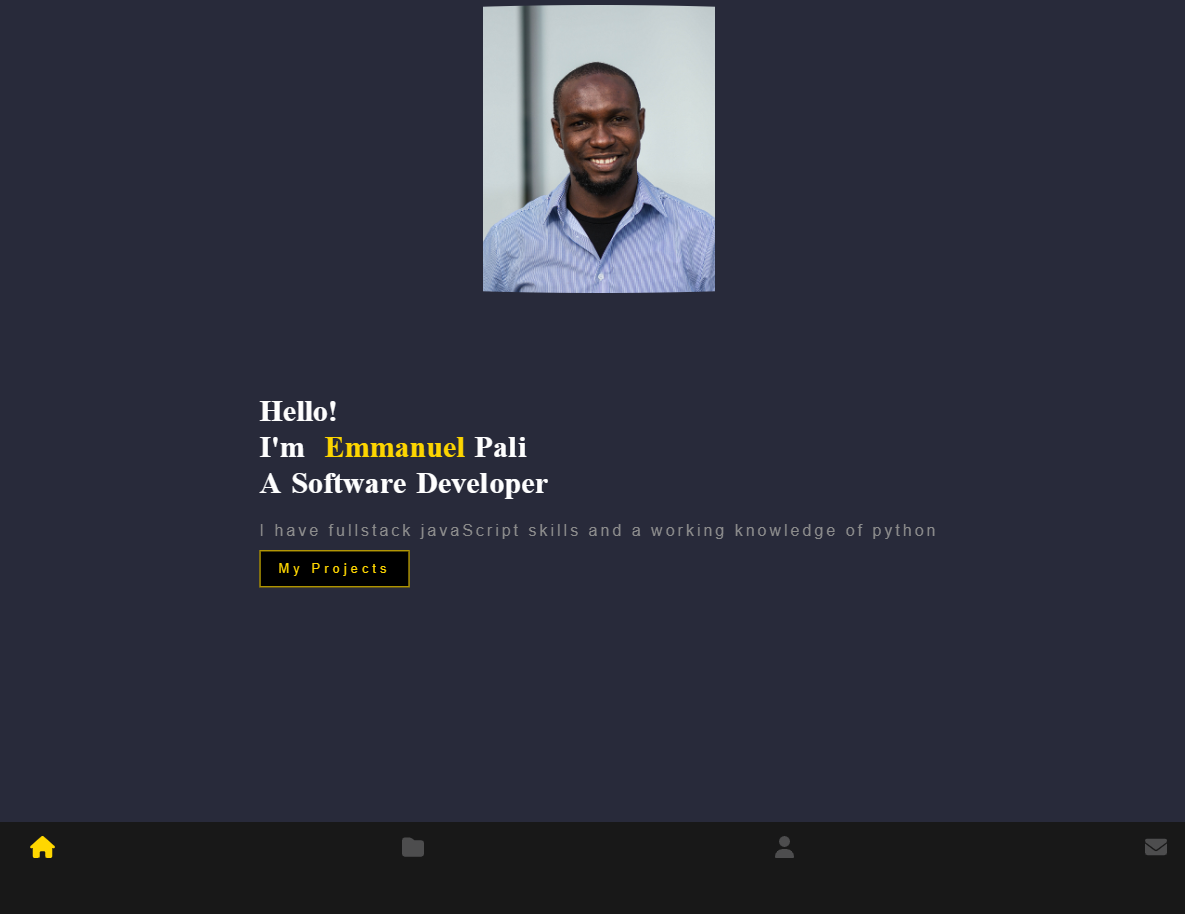 Hello!
I'm Emmanuel Pali
A Software Developer
I have fullstack javaScript skills and a working knowledge of python
My Projects